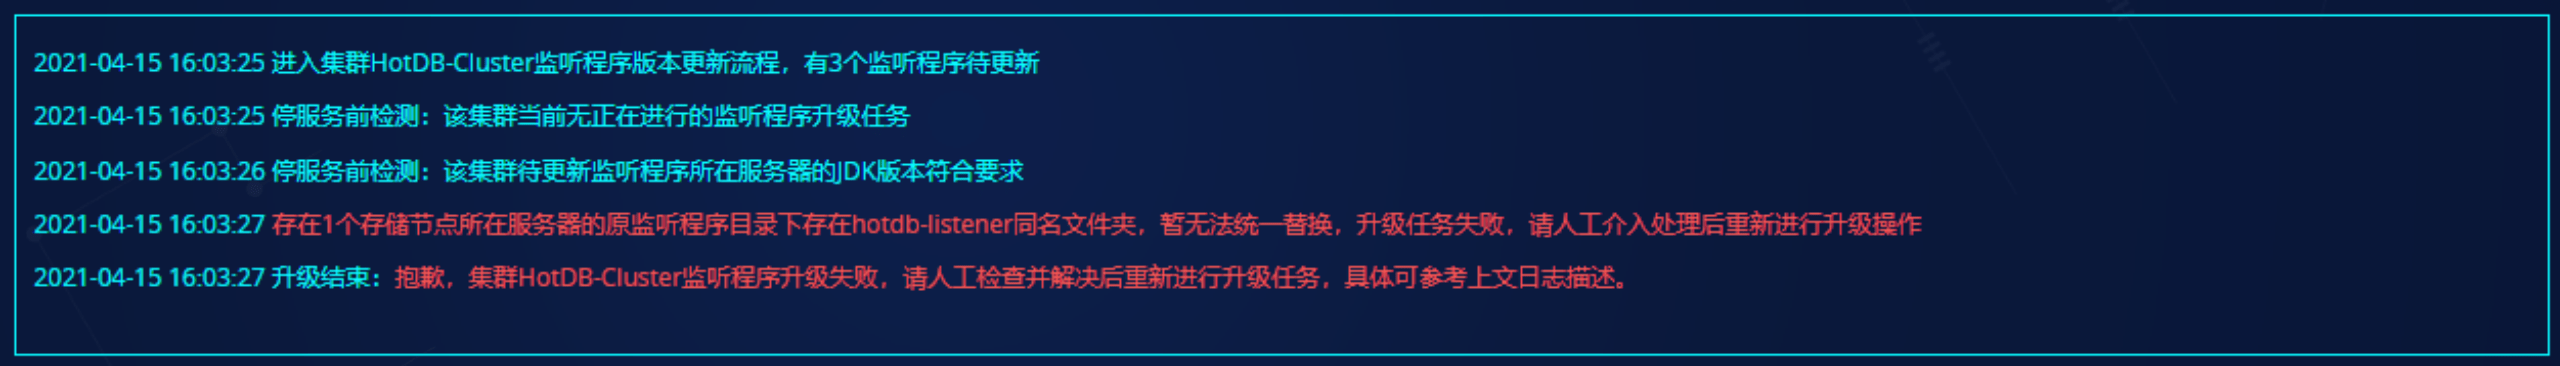 2021-04-15 16:03:25 进入集群HotDB-Cluster监听程序版本更新流程，有3个监听程序待更新
2021-04-15 16:03:25 停服务前检测：该集群当前无正在进行的监听程序升级任务
2021-04-15 16:03:26 停服务前检测：该集群待更新监听程序所在服务器的JDK版本符合要求
2021-04-15 16:03:27 存在1个存储节点所在服务器的原监听程序目录下存在hotdb-listener同名文件夹，暂无法统一替换，升级任务失败，请人工介入处理后重新进行升级操作
2021-04-15 16:03:27 升级结束：抱歉，集群HotDB-Cluster监听程序升级失败，请人工检查并解决后重新进行升级任务，具体可参考上文日志描述。